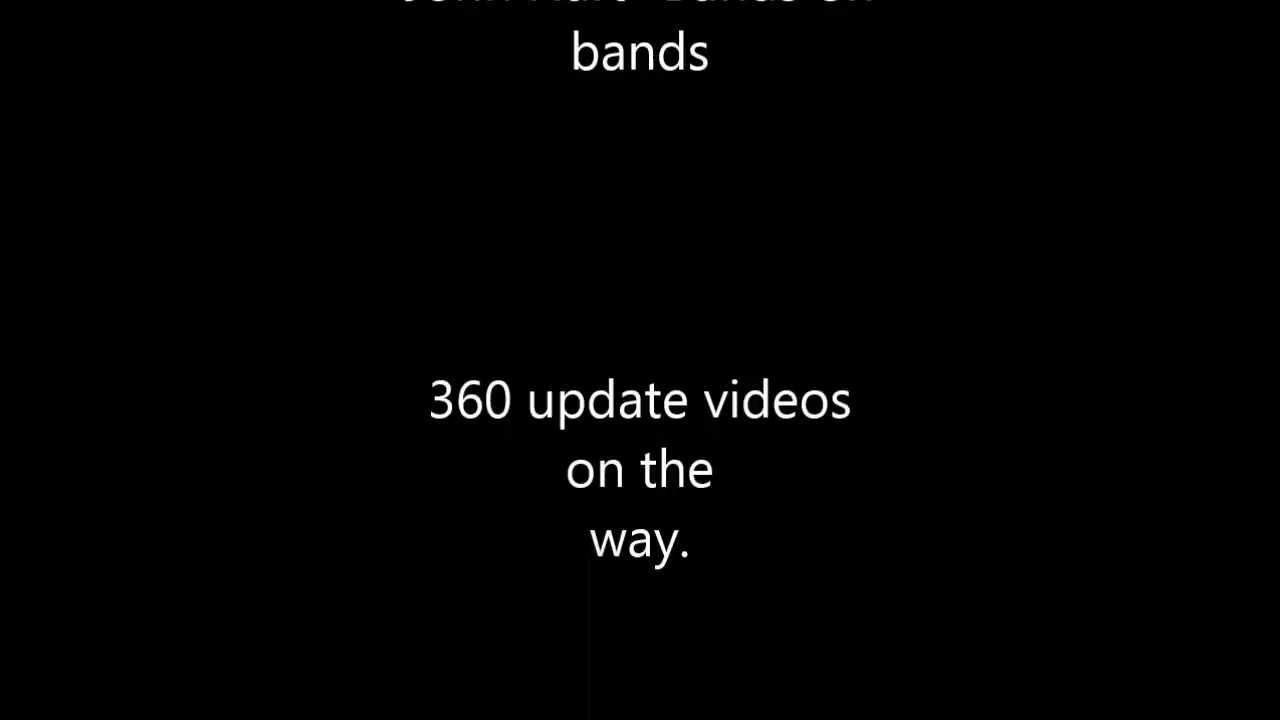 bands
360 update videos
on the
way.